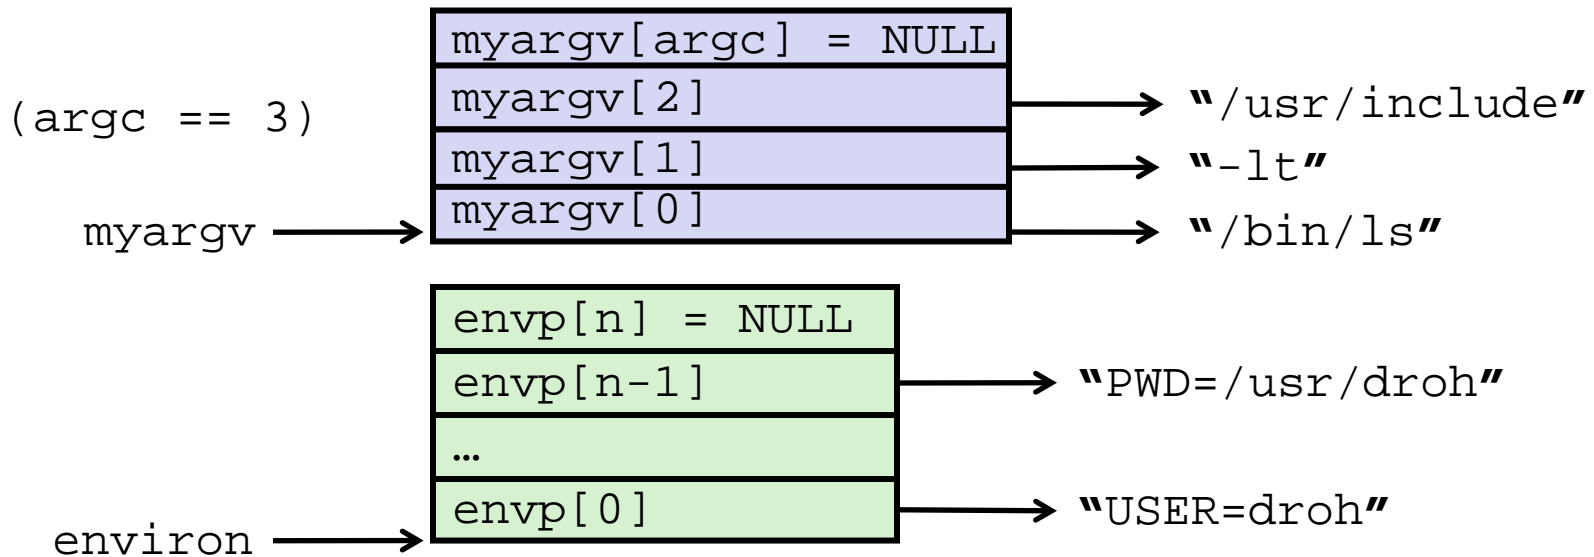 myargv[argc] = NULL
(argc == 3)
myargv[2]
"/usr/include"
myargv[1]
"-lt"
myargv[0]
myargv
"/bin/ls"
envp[n] = NULL
envp[n-1]
"PWD=/usr/droh"
…
envp[0]
"USER=droh"
environ